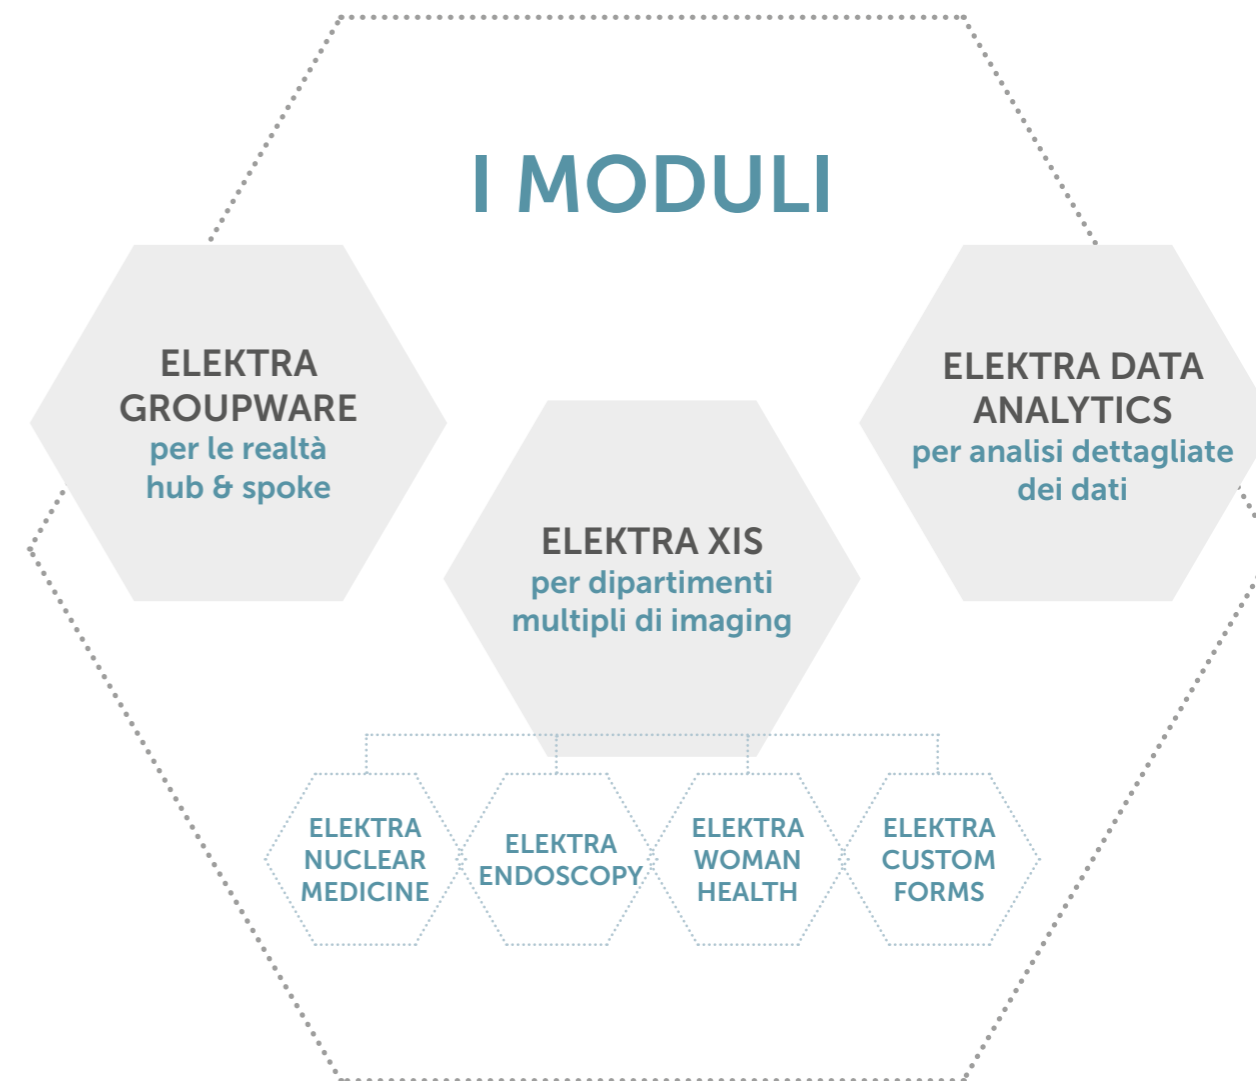 I MODULI
ELEKTRA
GROUPWARE
per le realtà
hub & spoke
ELEKTRA DATA
ANALYTICS
per analisi dettagliate
dei dati
ELEKTRA XIS
per dipartimenti
multipli di imaging
ELEKTRA
NUCLEAR
MEDICINE
ELEKTRA
ENDOSCOPY
ELEKTRA
WOMAN
HEALTH
ELEKTRA
CUSTOM
FORMS